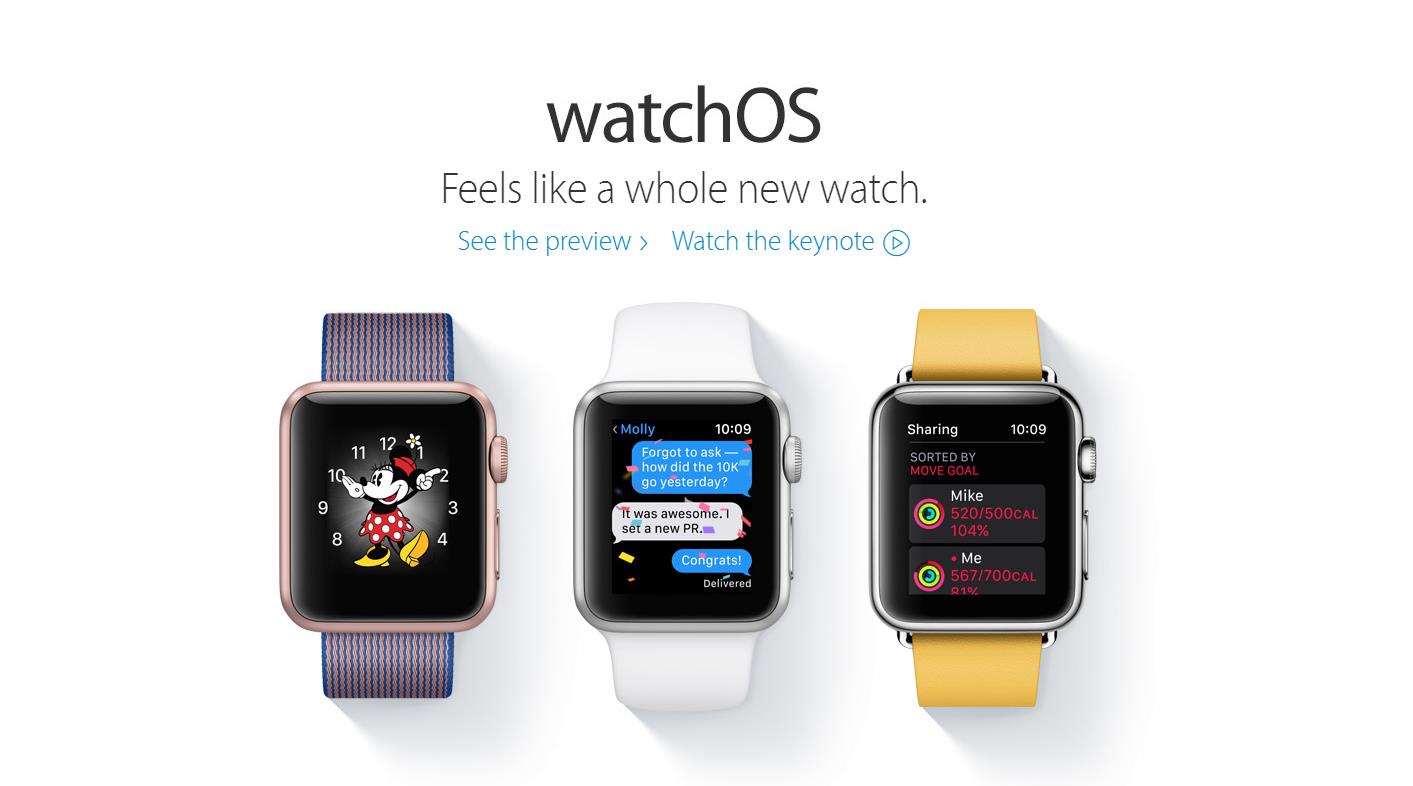 watchOS
Feels like a whole new watch.
See the preview › Watch the keynote
11 12 1
10 2
9 3
8 4
‹ Molly 10:09
Forgot to ask —
how did the 10K
go yesterday?
It was awesome. I
set a new PR.
Congrats!
Delivered
Sharing 10:09
SORTED BY
MOVE GOAL
Mike
520/500CAL
104%
• Me
567/700CAL
81%